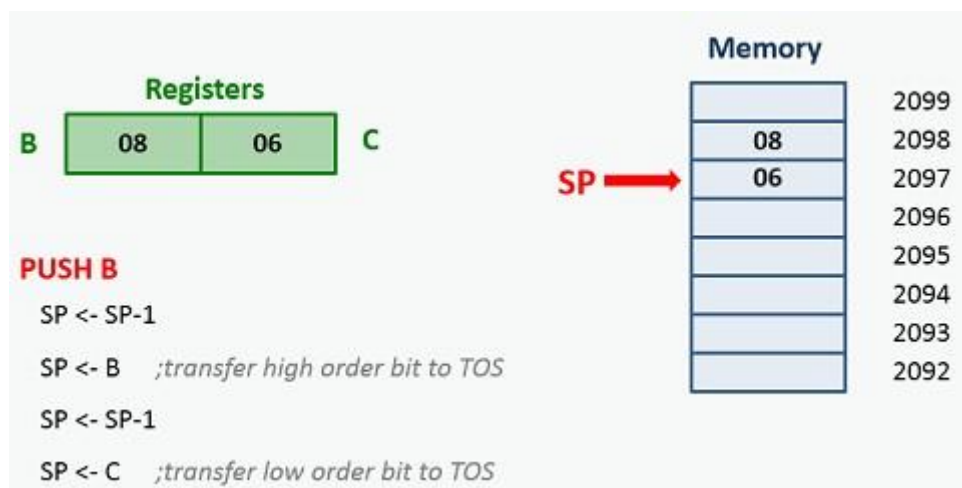 Registers
B 08 06 C
PUSH B
SP <- SP-1
SP <- B ;transfer high order bit to TOS
SP <- SP-1
SP <- C ;transfer low order bit to TOS
Memory
2099
08 2098
SP 06 2097
2096
2095
2094
2093
2092